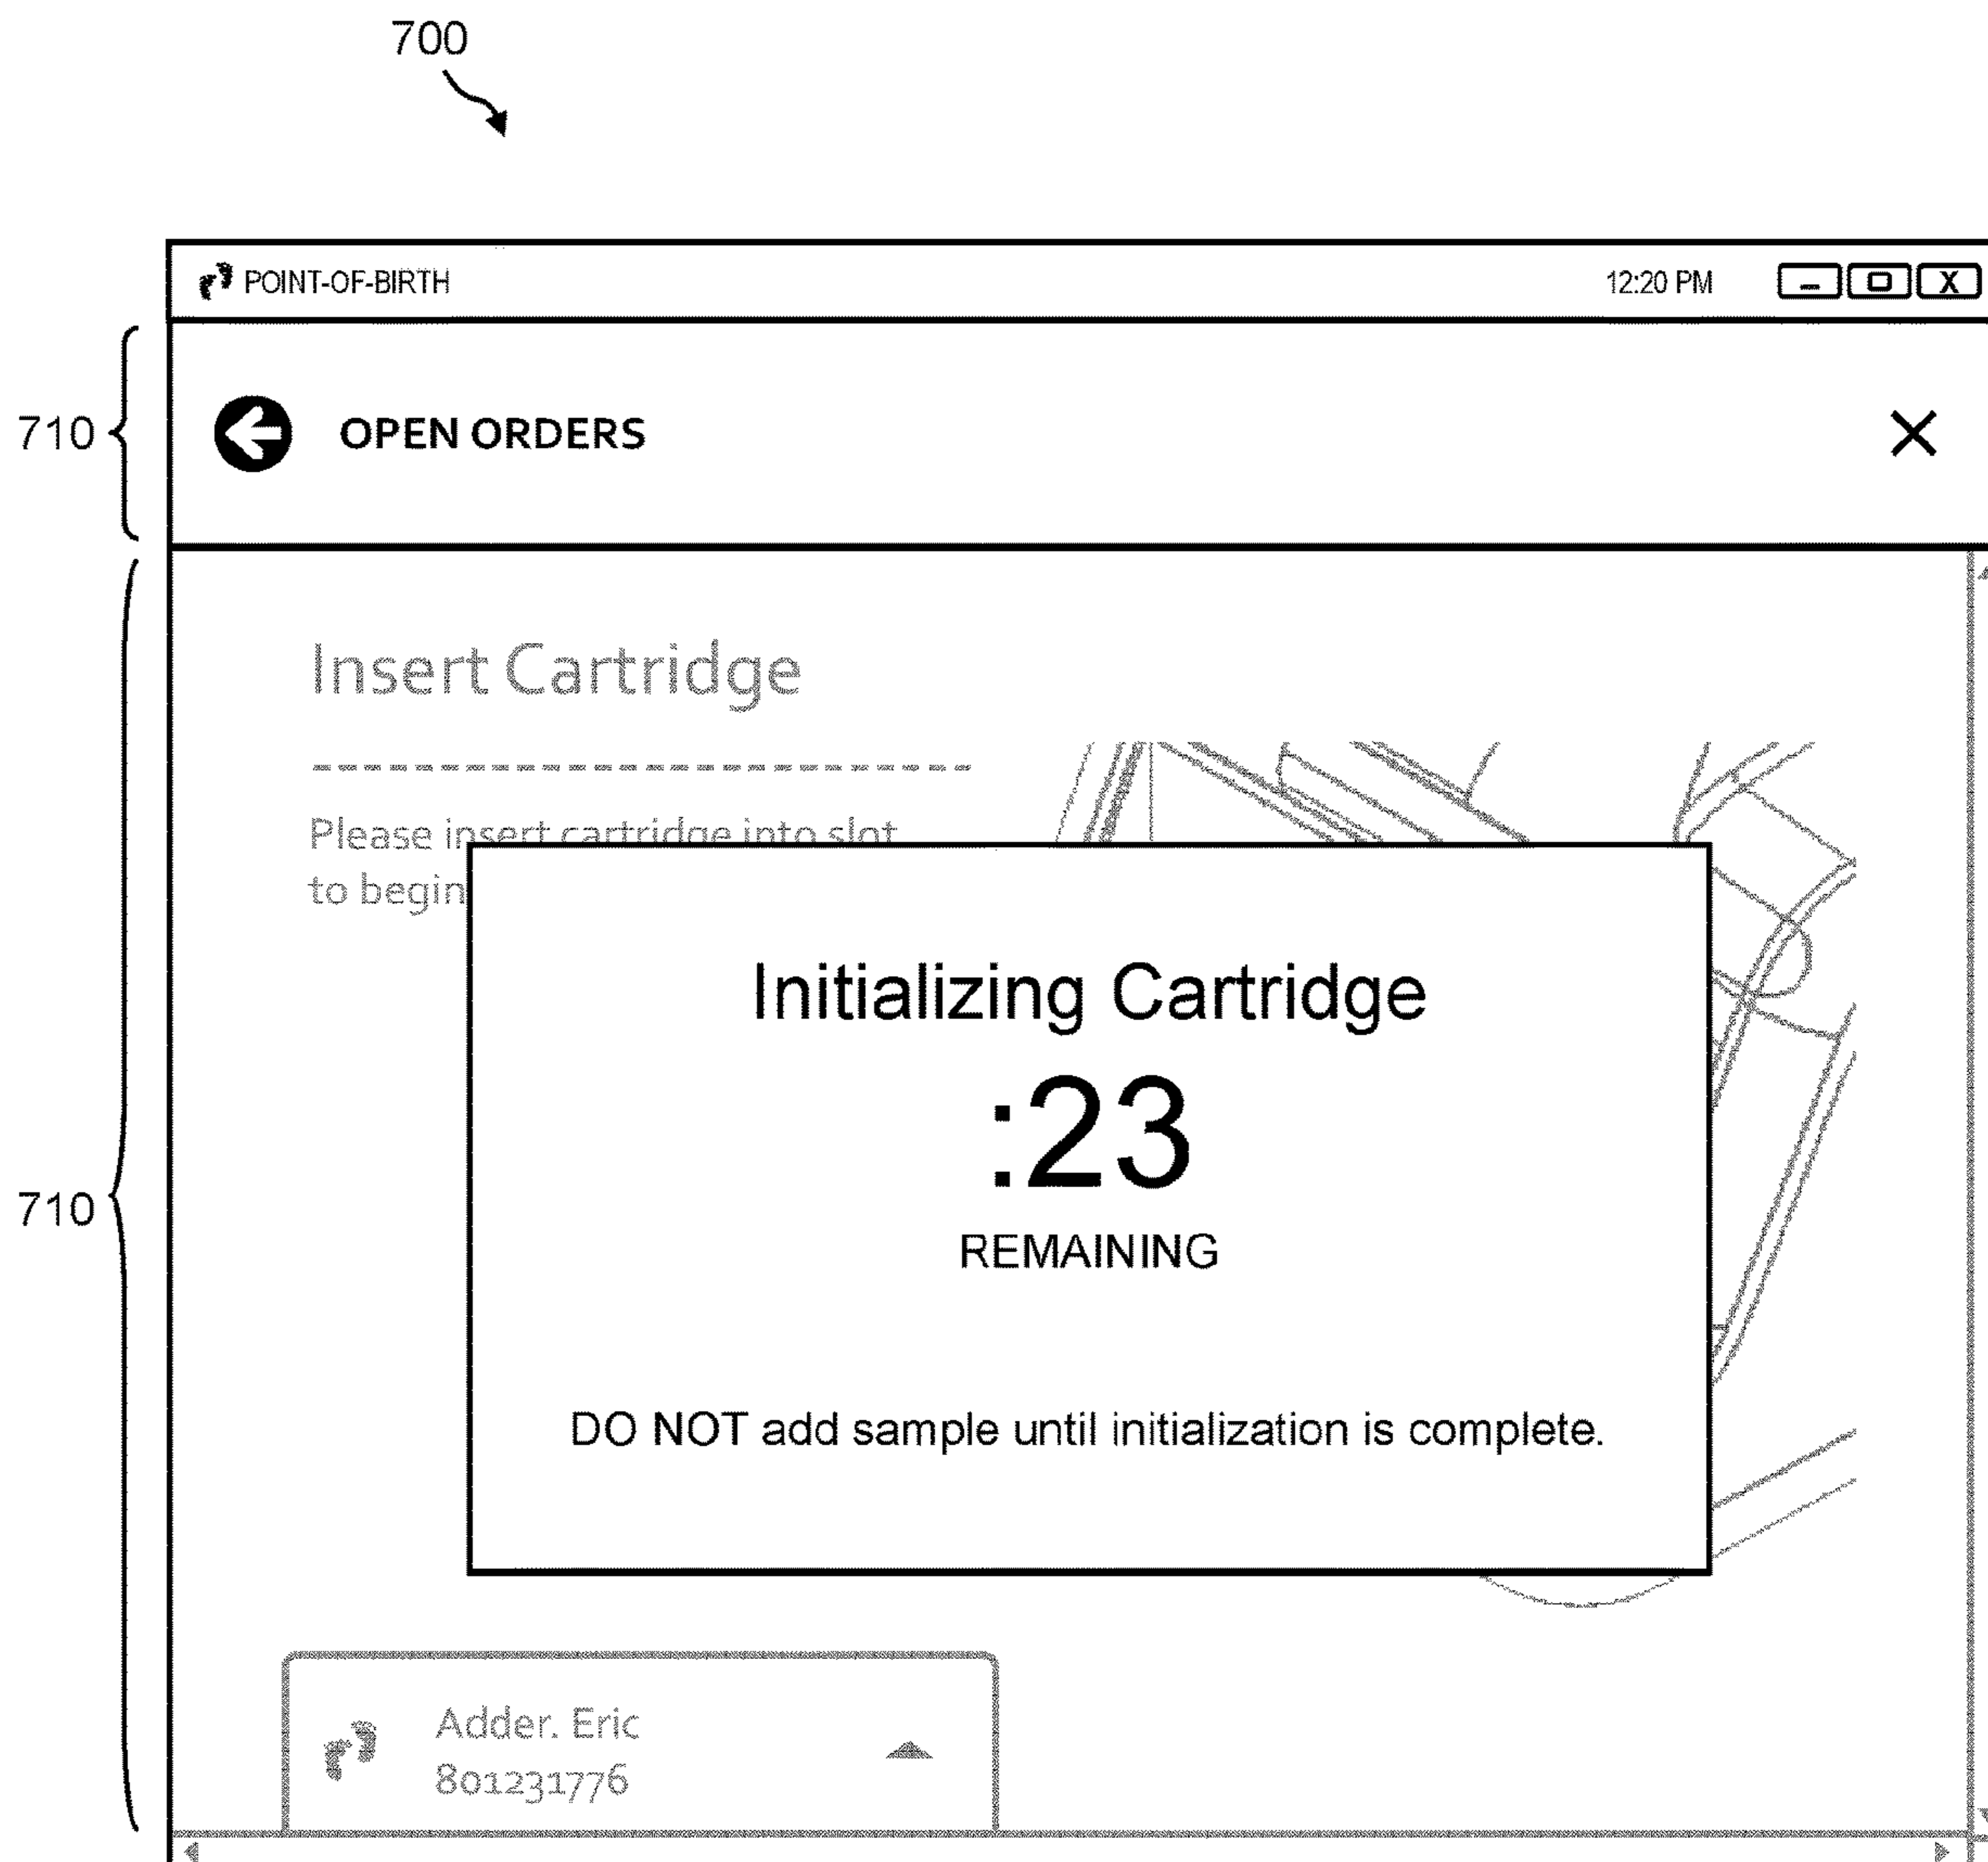 700
POINT-OF-BIRTH 12:20 PM
X
710
OPEN ORDERS
Insert Cartridge
Please insert cartridge into slot
to begin
Initializing Cartridge
:23
REMAINING
710
DO NOT add sample until initialization is complete.
Adder. Eric
801231776